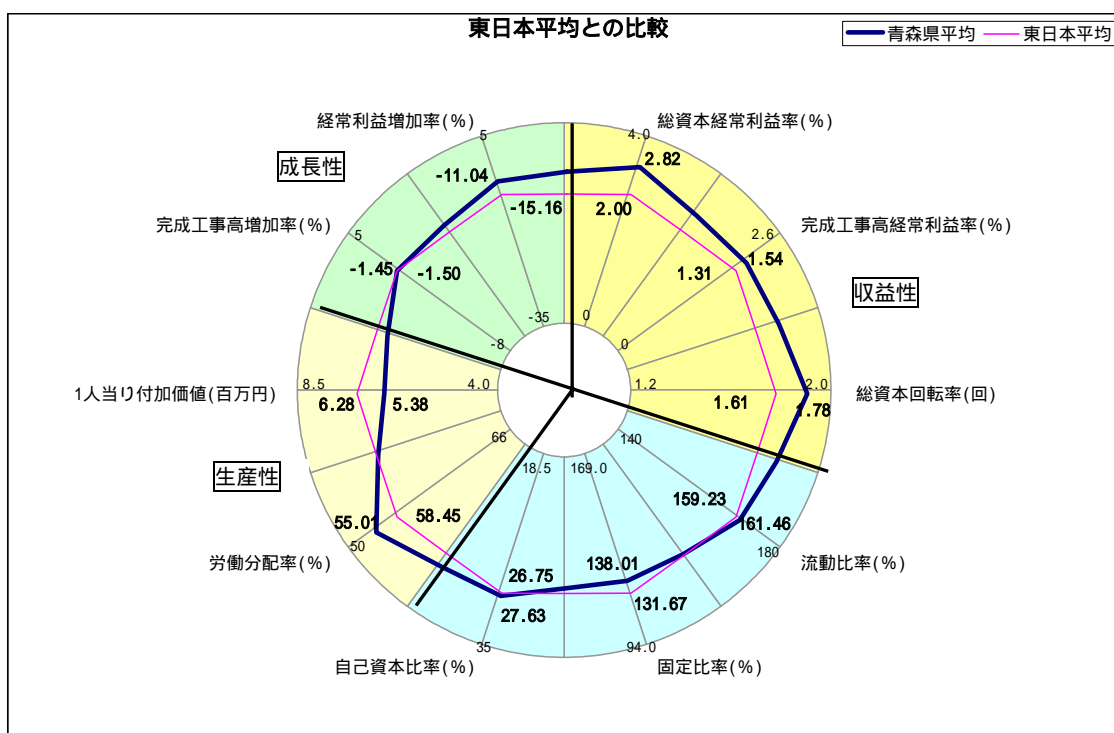 東日本平均との比較
青森県平均 東日本平均
経常利益増加率(%) 5 4.0 総資本経常利益率(%)
成長性 -11.04 2.82
-15.16 2.00
完成工事高増加率(%) 5 2.6 完成工事高経常利益率(%)
-1.45 -1.50 1.31 1.54
収益性
-35 0
-8 0
1人当り付加価値(百万円) 8.5 4.0 1.2 2.0 総資本回転率(回)
6.28 5.38 1.61 1.78
66 140
生産性 18.5 169.0
55.01 58.45 159.23 161.46
労働分配率(%) 50 180 流動比率(%)
26.75 138.01
27.63 131.67
自己資本比率(%) 35 94.0 固定比率(%)